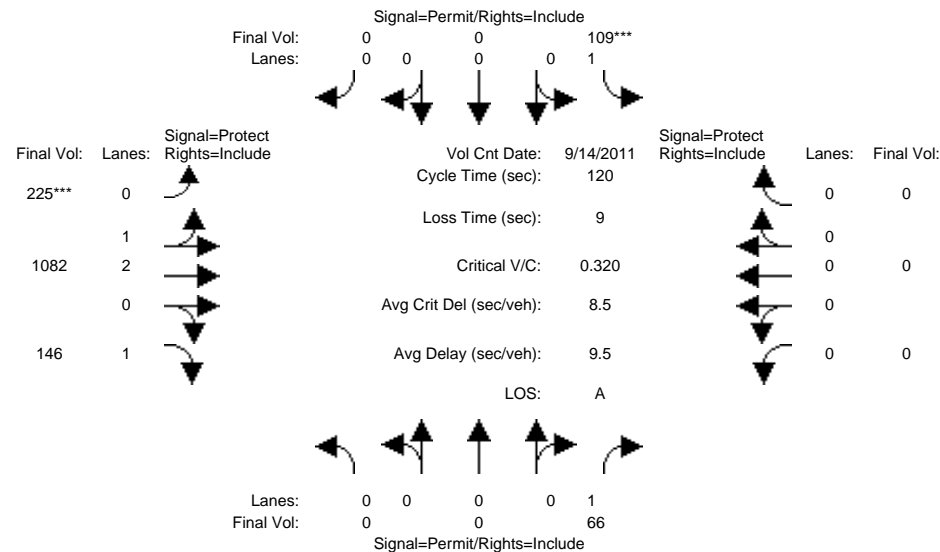 Signal=Permit/Rights=Include
Final Vol: 0 0 109***
Lanes: 0 0 0 0 1
Signal=Protect Signal=Protect
Final Vol: Lanes: Rights=Include Vol Cnt Date: 9/14/2011 Rights=Include Lanes: Final Vol:
Cycle Time (sec): 120
225*** 0 0 0
Loss Time (sec): 9
1 0
1082 2 Critical V/C: 0.320 0 0
0 Avg Crit Del (sec/veh): 8.5 0
146 1 Avg Delay (sec/veh): 9.5 0 0
LOS: A
Lanes: 0 0 0 0 1
Final Vol: 0 0 66
Signal=Permit/Rights=Include